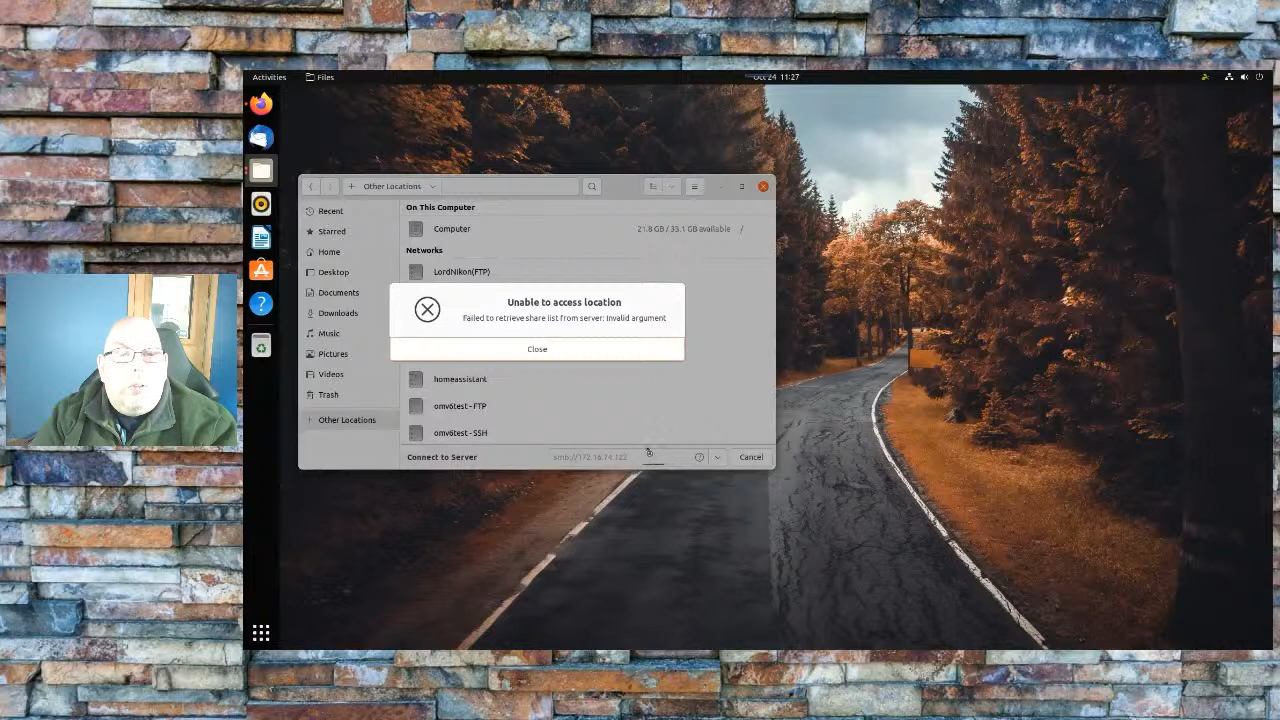 Activities
Files
Oct 24 11:27
Other Locations
Recent
Starred
Home
Desktop
Documents
Downloads
Music
Pictures
Videos
Trash
Other Locations
On This Computer
Computer
21.8 GB / 33.1 GB available
/
Networks
LordNikon(FTP)
Unable to access location
Failed to retrieve share list from server: Invalid argument
Close
homeassistant
omv6test - FTP
omv6test - SSH
Connect to Server
smb://172.16.74.122
Cancel